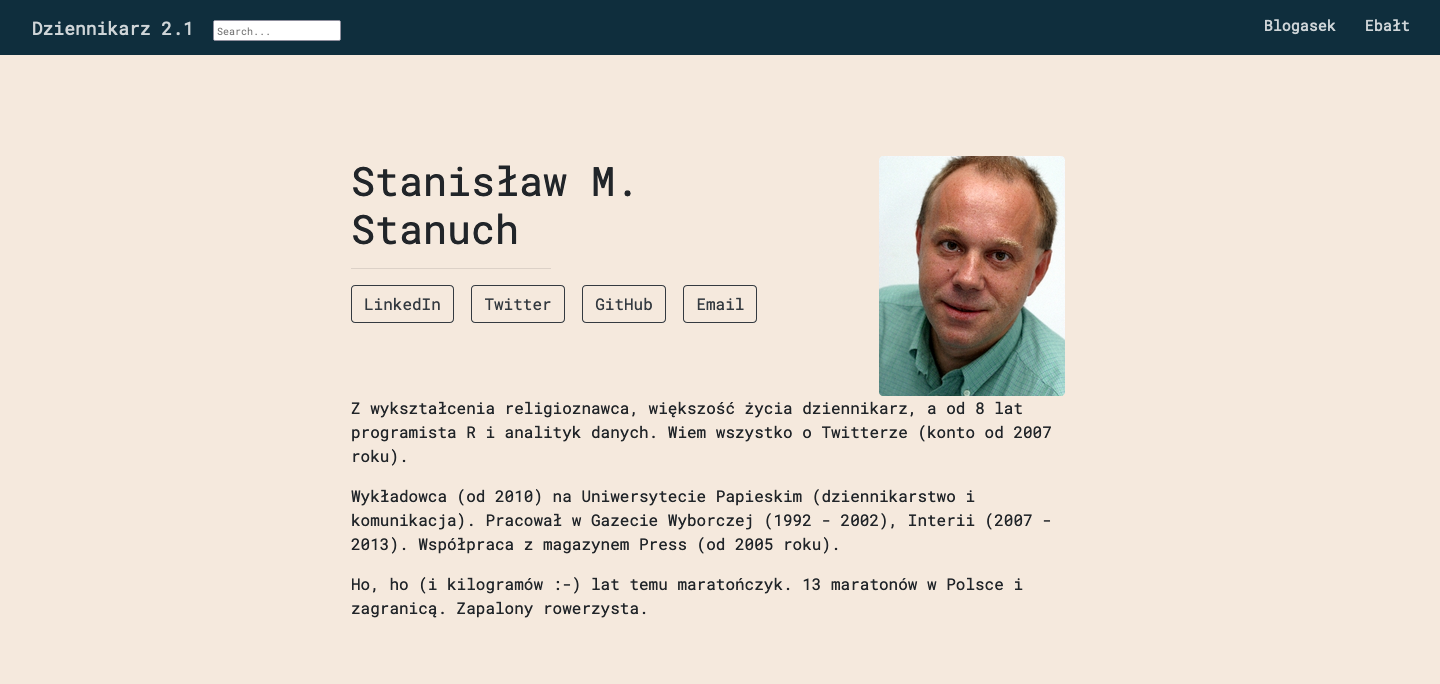 Dziennikarz 2.1 Search... Blogasek Ebałt
Stanisław M.
Stanuch
LinkedIn Twitter GitHub Email
Z wykształcenia religioznawca, większość życia dziennikarz, a od 8 lat
programista R i analityk danych. Wiem wszystko o Twitterze (konto od 2007
roku).
Wykładowca (od 2010) na Uniwersytecie Papieskim (dziennikarstwo i
komunikacja). Pracował w Gazecie Wyborczej (1992 - 2002), Interii (2007 -
2013). Współpraca z magazynem Press (od 2005 roku).
Ho, ho (i kilogramów :-) lat temu maratończyk. 13 maratonów w Polsce i
zagranicą. Zapalony rowerzysta.